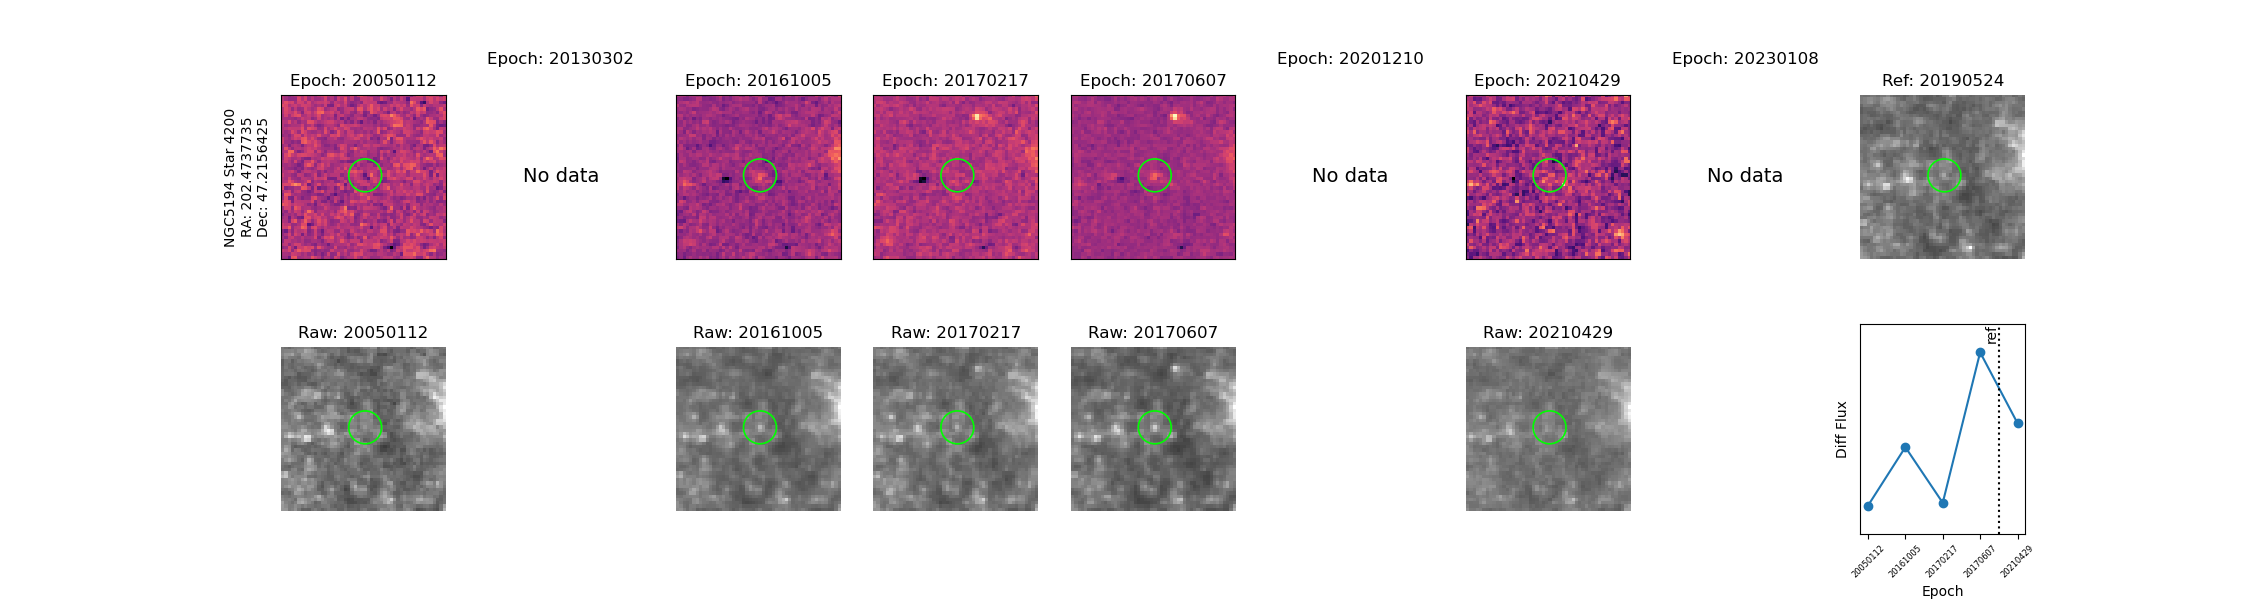 Epoch: 20130302
Epoch: 20201210
Epoch: 20230108
Epoch: 20050112
Epoch: 20161005
Epoch: 20170217
Epoch: 20170607
Epoch: 20210429
Ref: 20190524
NGC5194 Star 4200
RA: 202.4737735
Dec: 47.2156425
No data
No data
No data
Raw: 20050112
Raw: 20161005
Raw: 20170217
Raw: 20170607
Raw: 20210429
ref
Diff Flux
20050112
20161005
20170217
20170607
20210429
Epoch